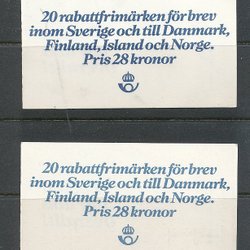 20 rabattfrimärken för brev
inom Sverige och till Danmark,
Finland, Island och Norge.
Pris 28 kronor
20 rabattfrimärken för brev
inom Sverige och till Danmark,
Finland, Island och Norge.
Pris 28 kronor